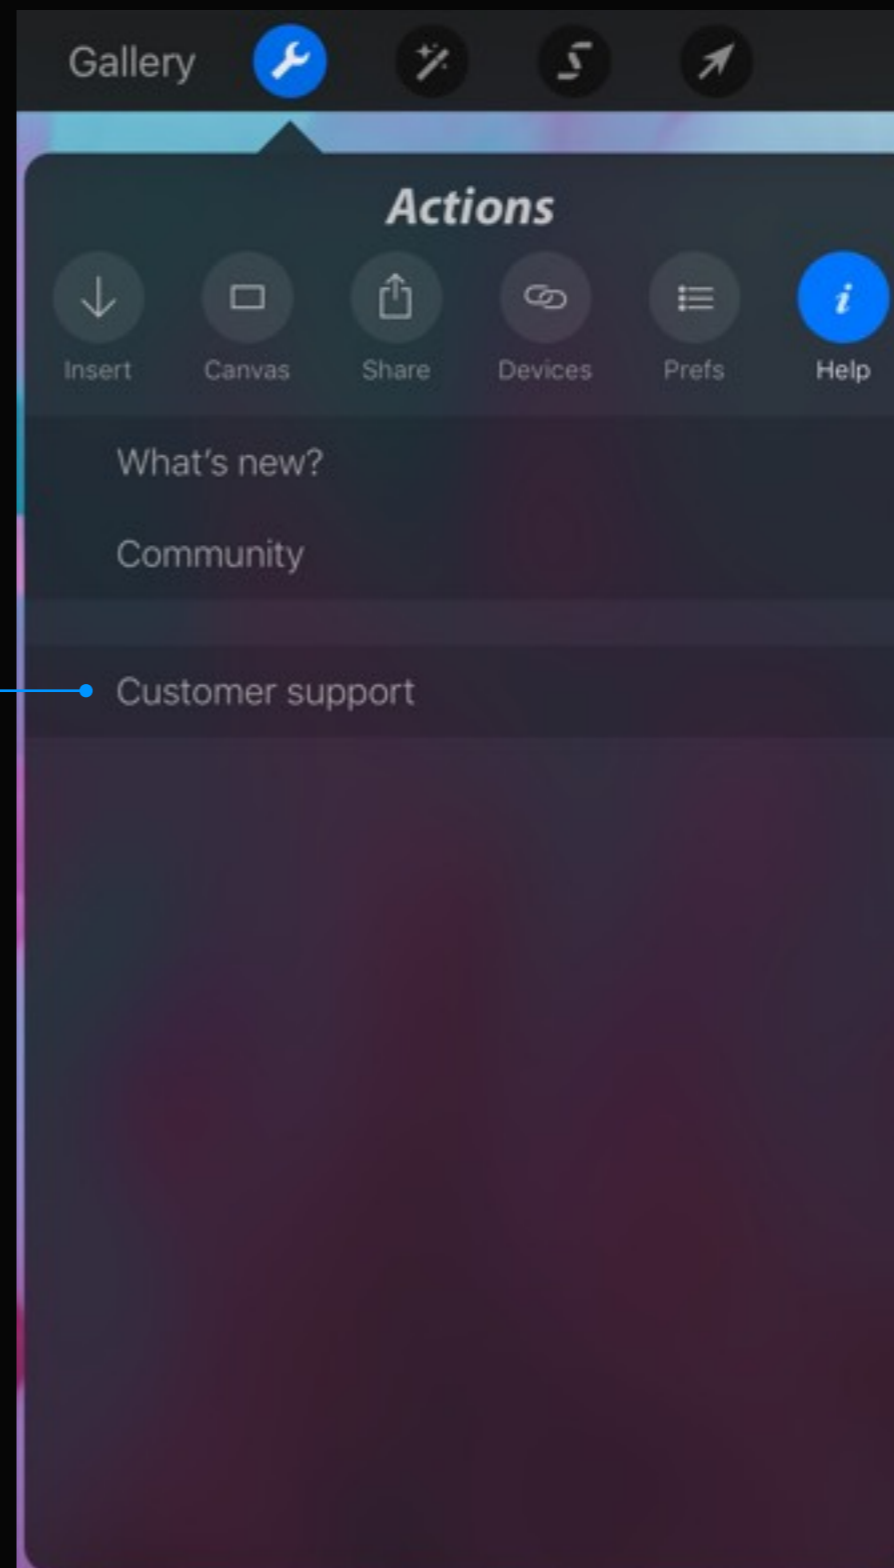 Gallery
Actions
Insert Canvas Share Devices Prefs Help
What's new?
Community
Customer support